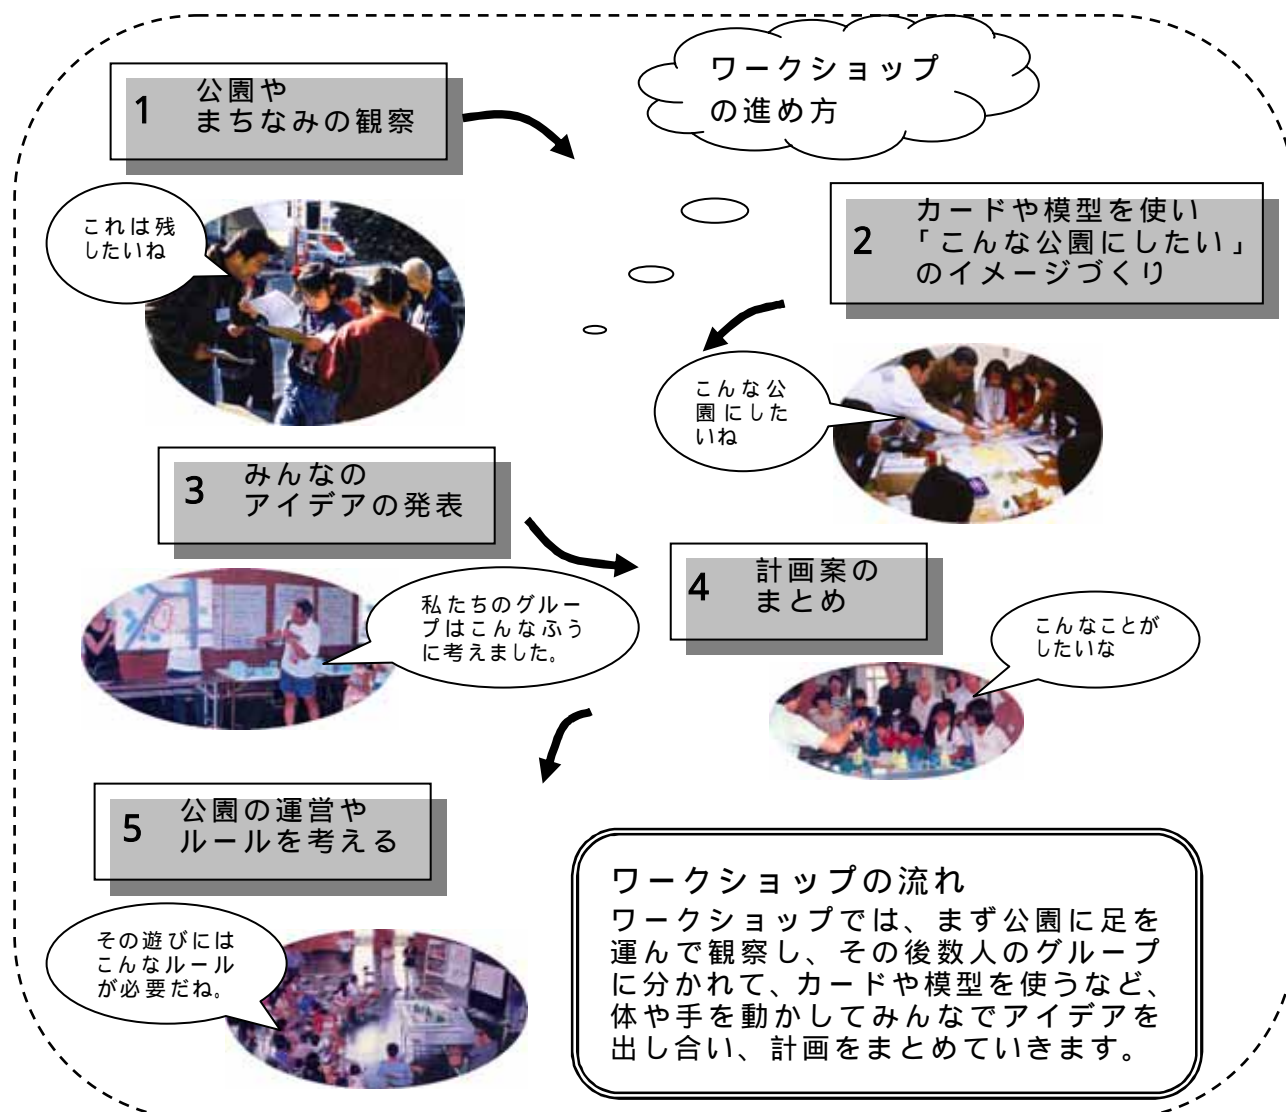 ワークショップ
の進め方
1 公園や
まちなみの観察
これは残
したいね
2 カードや模型を使い
「こんな公園にしたい」
のイメージづくり
こんな公
園にした
いね
3 みんなの
アイデアの発表
私たちのグルー
プはこんなふう
に考えました。
4 計画案の
まとめ
こんなことが
したいな
5 公園の運営や
ルールを考える
その遊びには
こんなルール
が必要だね。
ワークショップの流れ
ワークショップでは、まず公園に足を
運んで観察し、その後数人のグループ
に分かれて、カードや模型を使うなど、
体や手を動かしてみんなでアイデアを
出し合い、計画をまとめていきます。